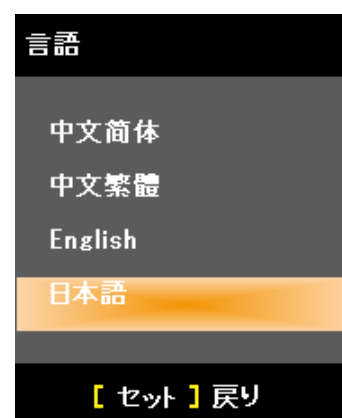 言語
中文简体
中文繁體
English
日本語
[ セット ] 戻り